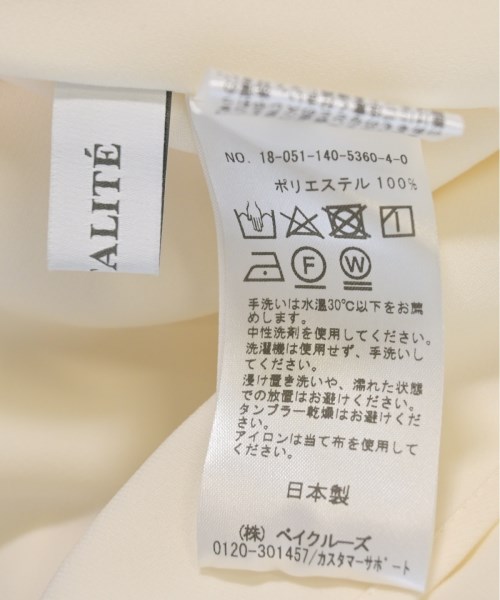 TALITÉ
NO. 18-051-140-5360-4-0
ポリエステル 100%
F
W
手洗いは水温30℃以下をお薦
めします。
中性洗剤を使用してください。
洗濯機は使用せず、手洗いし
てください。
浸け置き洗いや、濡れた状態
での放置はお避けください。
タンブラー乾燥はお避けくだ
さい。
アイロンは当て布を使用して
ください。
日本製
(株) ベイクルーズ
0120-301457/カスタマーサポート